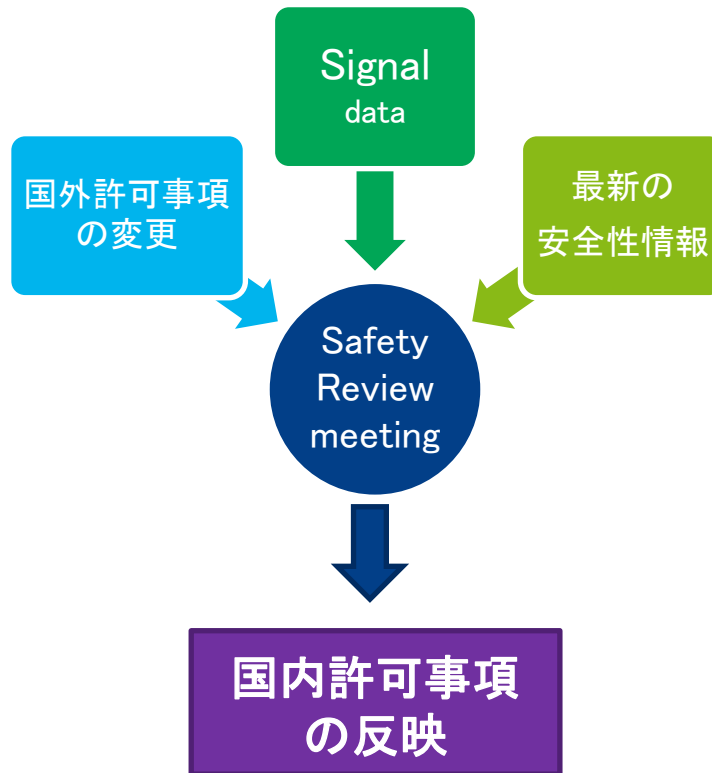 Signal
data
国外許可事項
の変更
最新の
安全性情報
Safety
Review
meeting
国内許可事項
の反映